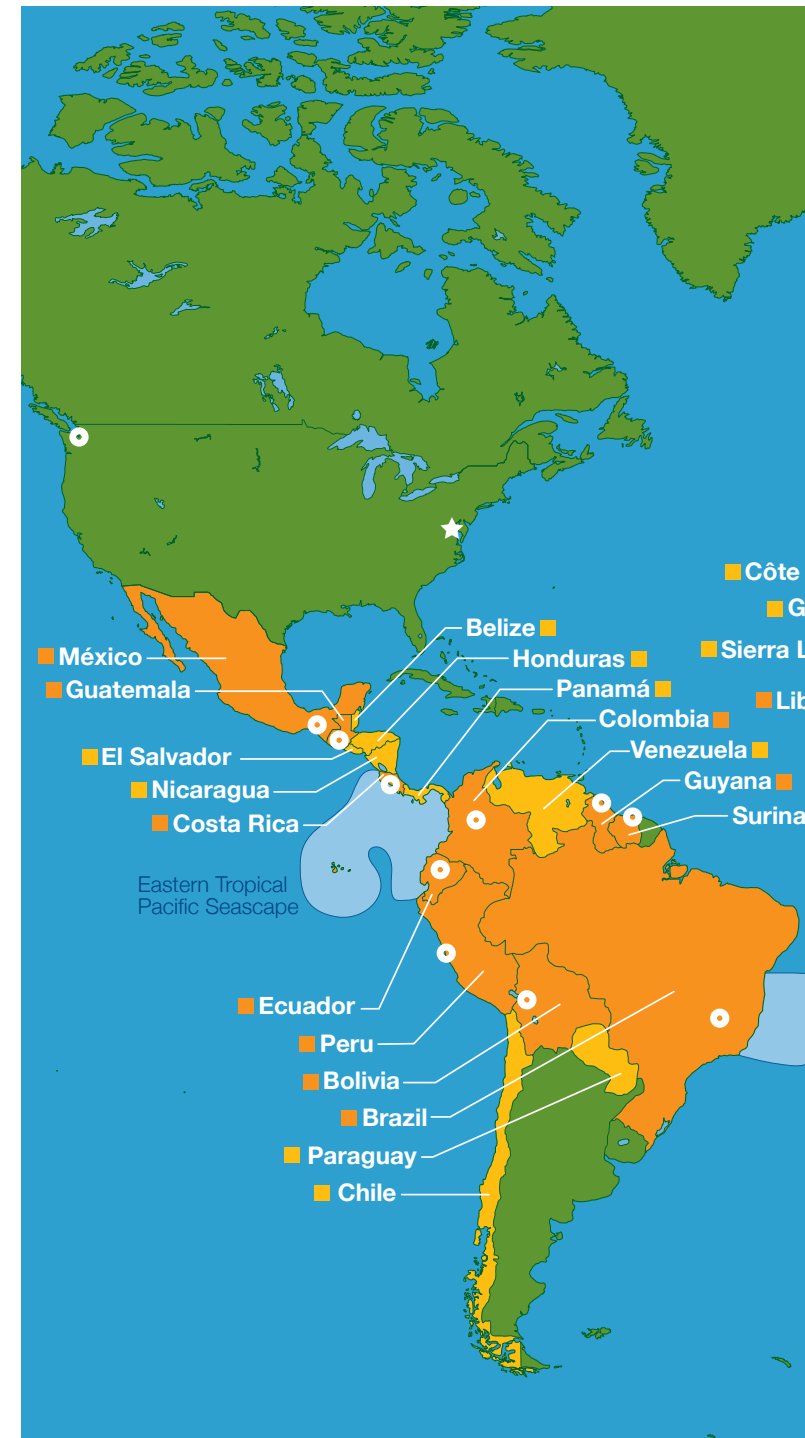 Côte
G
Belize
Sierra L
México
Honduras
Guatemala
Panamá
Lib
Colombia
El Salvador
Venezuela
Nicaragua
Guyana
Costa Rica
Surina
Eastern Tropical
Pacific Seascape
Ecuador
Peru
Bolivia
Brazil
Paraguay
Chile